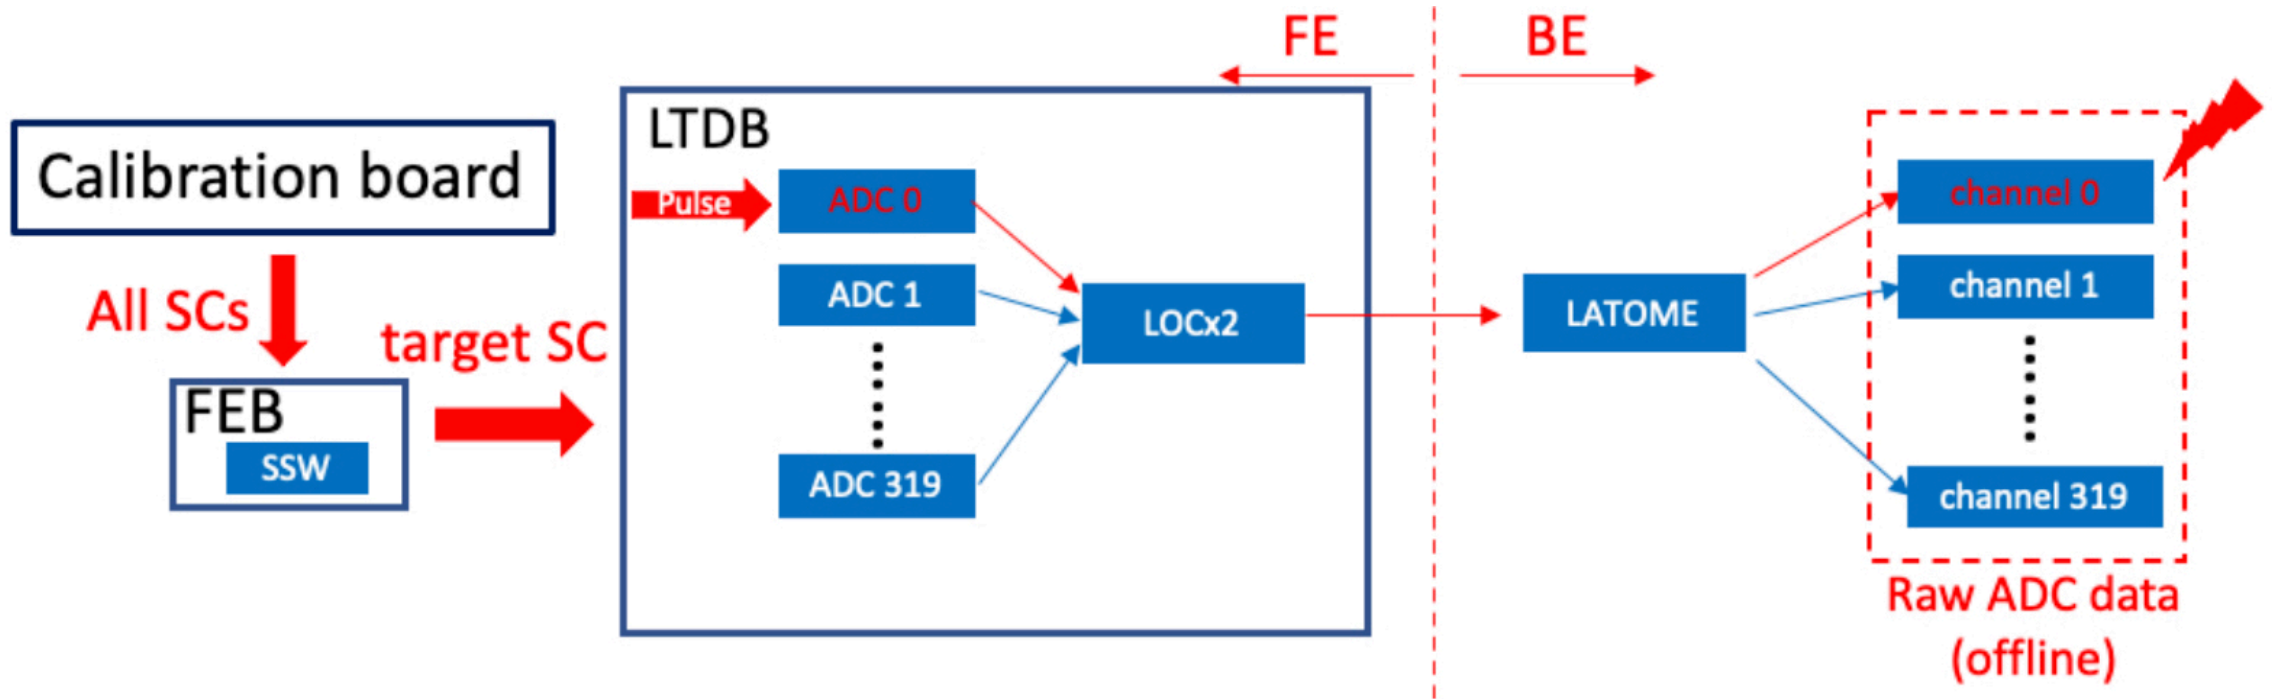 FE
BE
LTDB
Calibration board
Pulse
ADC 0
channel 0
ADC 1
channel 1
All SCs
target SC
LOCx2
LATOME
FEB
SSW
ADC 319
channel 319
Raw ADC data
(offline)